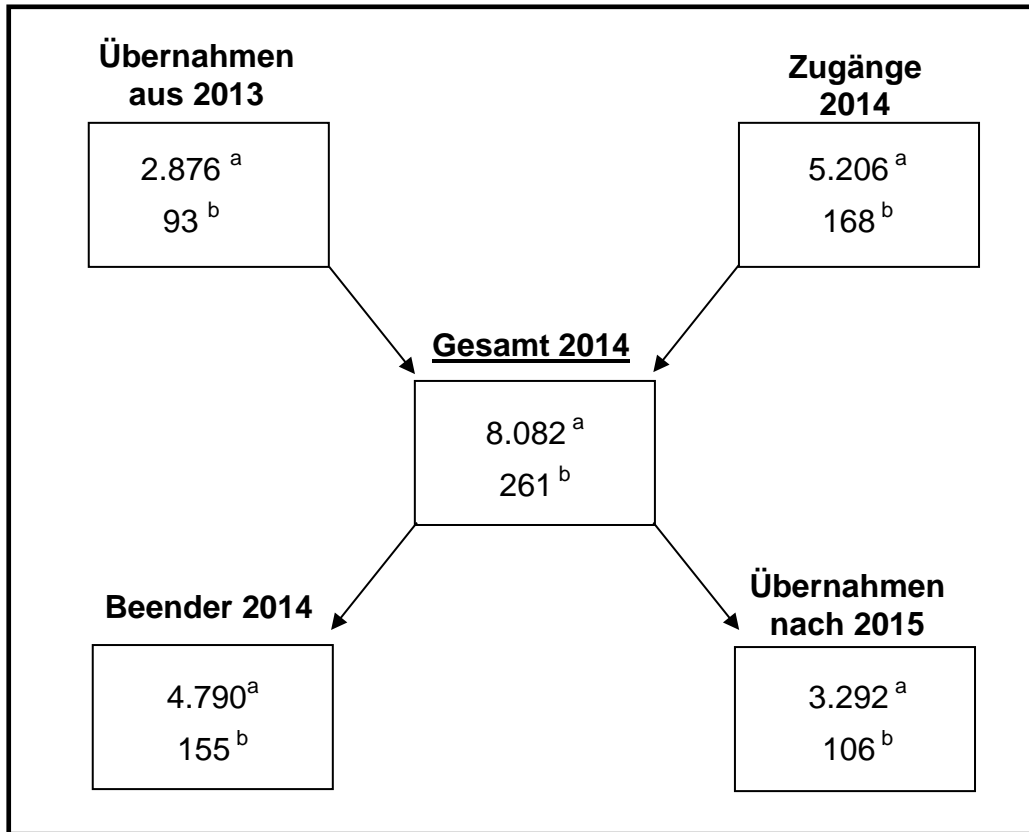 Übernahmen
aus 2013
2.876 a
93 b
Zugänge
2014
5.206 a
168 b
Gesamt 2014
8.082 a
261 b
Beender 2014
4.790a
155 b
Übernahmen
nach 2015
3.292 a
106 b